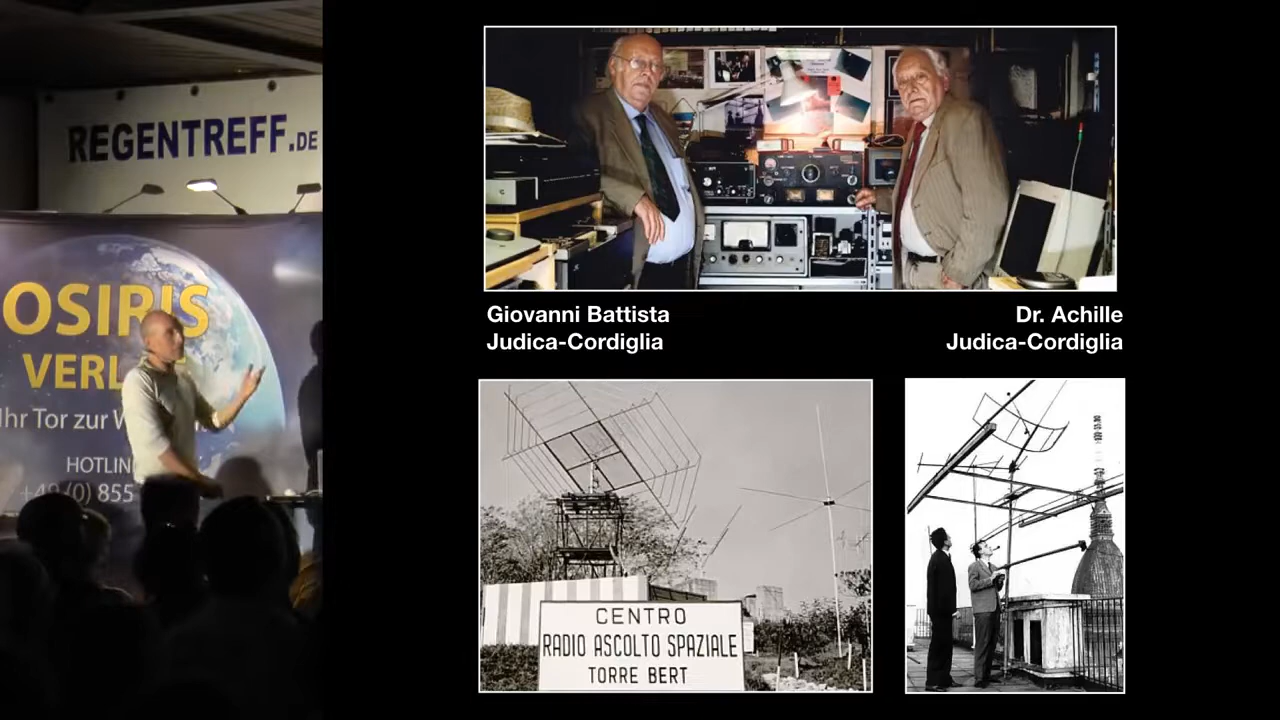 REGENTREFF.DE
OSIRIS
VERL
Ihr Tor zur W
HOTLIN
+49 (0) 855
Giovanni Battista
Judica-Cordiglia
Dr. Achille
Judica-Cordiglia
CENTRO
RADIO ASCOLTO SPAZIALE
TORRE BERT